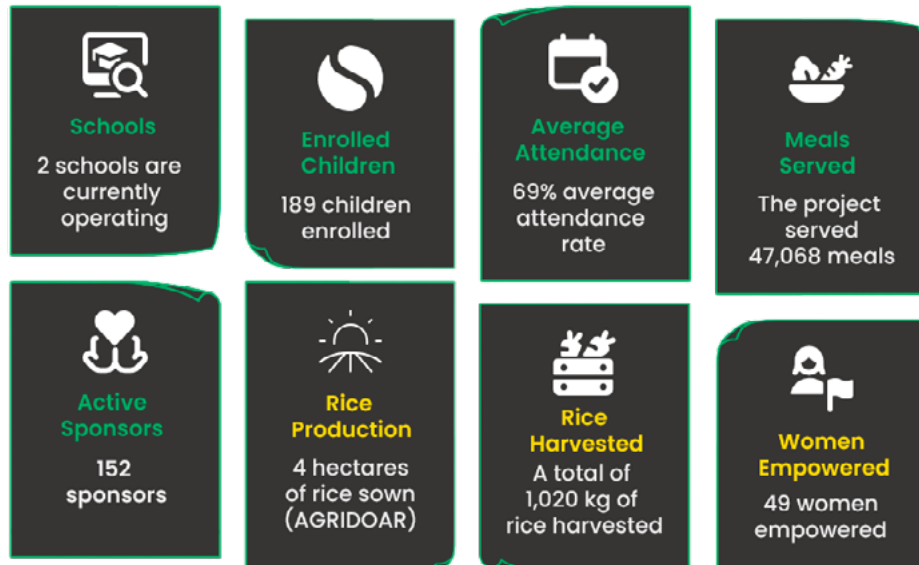 Schools
2 schools are
currently
operating
Enrolled
Children
189 children
enrolled
Average
Attendance
69% average
attendance
rate
Meals
Served
The project
served
47,068 meals
Active
Sponsors
152
sponsors
Rice
Production
4 hectares
of rice sown
(AGRIDOAR)
Rice
Harvested
A total of
1,020 kg of
rice harvested
Women
Empowered
49 women
empowered